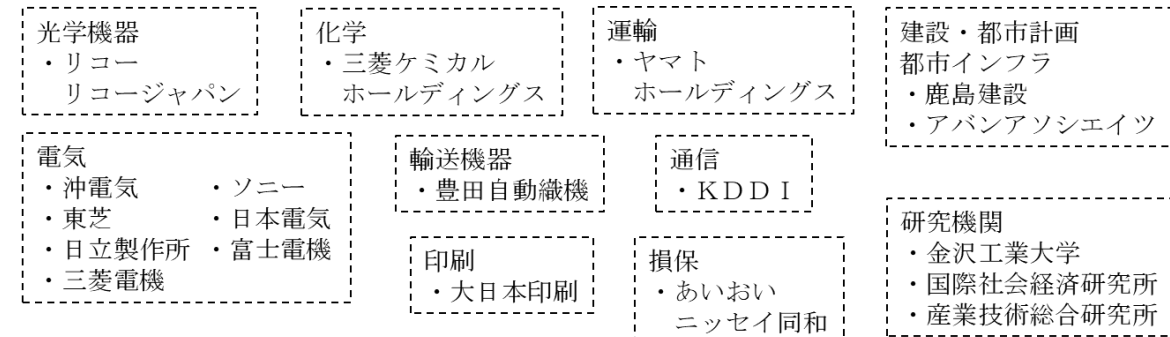 光学機器
・リコー
リコージャパン
化学
・三菱ケミカル
ホールディングス
運輸
・ヤマト
ホールディングス
建設・都市計画
都市インフラ
・鹿島建設
・アバンアソシエイツ
電気
・沖電気 ・ソニー
・東芝 ・日本電気
・日立製作所 ・富士電機
・三菱電機
輸送機器
・豊田自動織機
通信
・ＫＤＤＩ
印刷
・大日本印刷
損保
・あいおい
ニッセイ同和
研究機関
・金沢工業大学
・国際社会経済研究所
・産業技術総合研究所